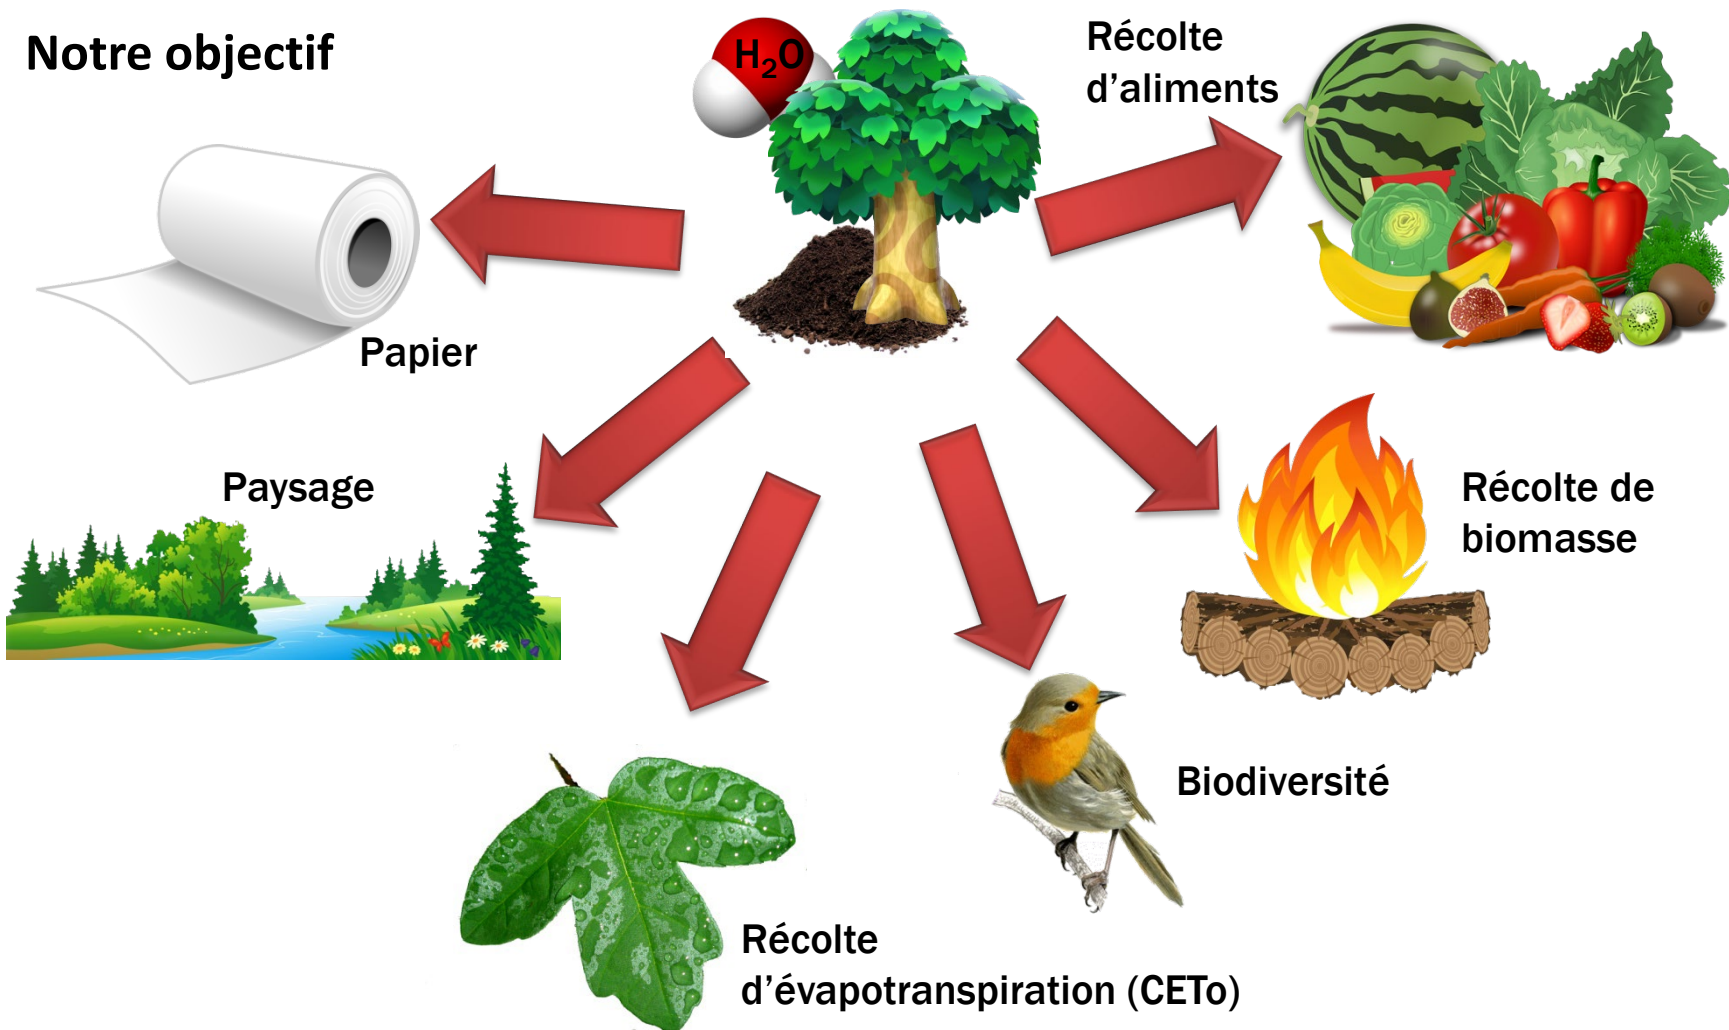 Notre objectif
H₂O
Récolte
d’aliments
Papier
Paysage
Récolte de
biomasse
Biodiversité
Récolte
d’évapotranspiration (CETo)